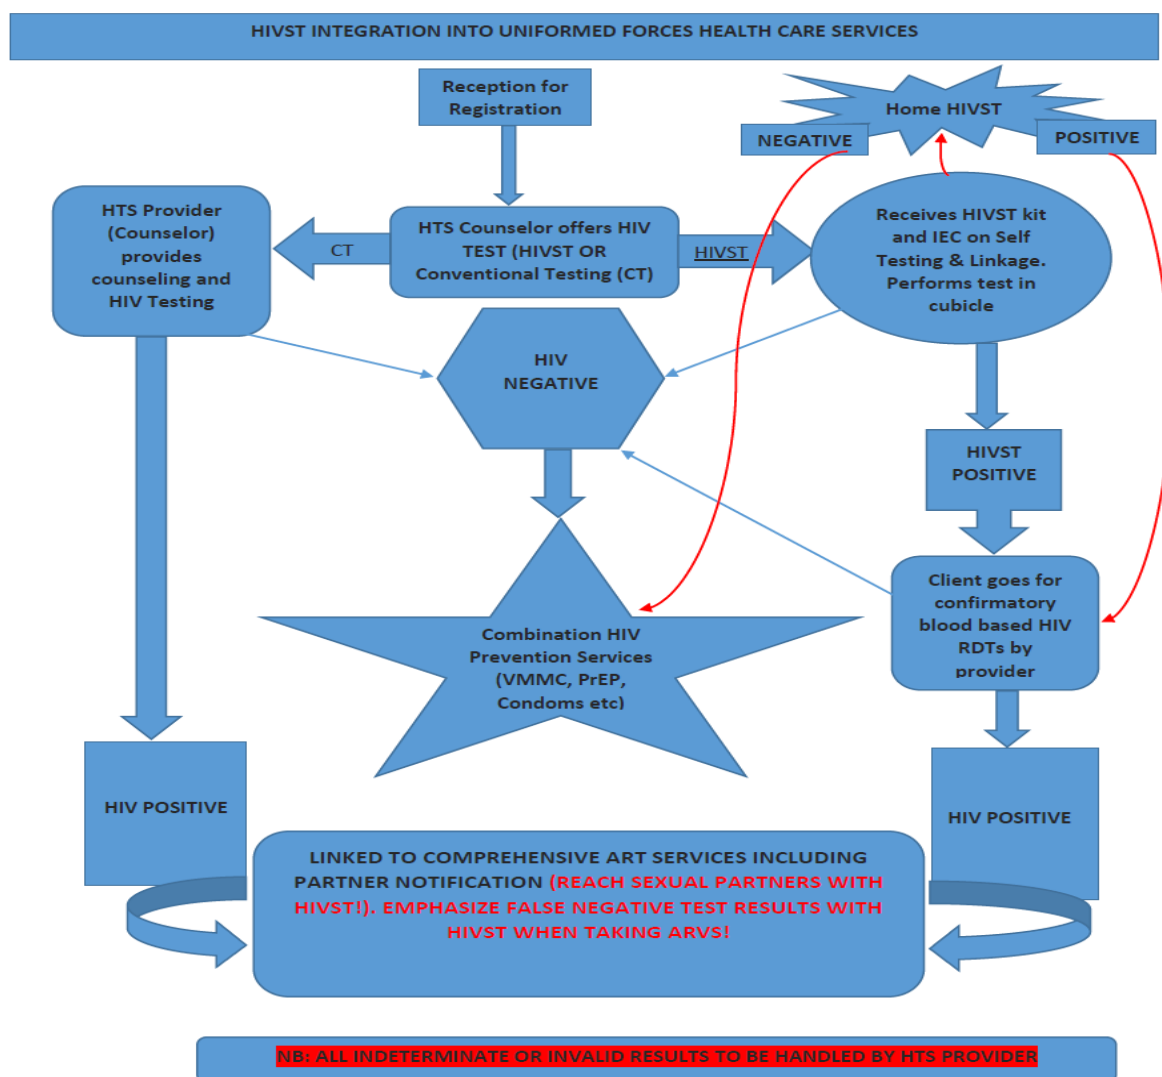 HIVST INTEGRATION INTO UNIFORMED FORCES HEALTH CARE SERVICES
Reception for
Registration
Home HIVST
NEGATIVE
POSITIVE
HTS Provider
(Counselor)
provides
counseling and
HIV Testing
CT
HTS Counselor offers HIV
TEST (HIVST OR
Conventional Testing (CT)
HIVST
Receives HIVST kit
and IEC on Self
Testing & Linkage.
Performs test in
cubicle
HIV
NEGATIVE
HIVST
POSITIVE
Client goes for
confirmatory
blood based HIV
RDTs by
provider
Combination HIV
Prevention Services
(VMMC, PrEP,
Condoms etc)
HIV POSITIVE
HIV POSITIVE
LINKED TO COMPREHENSIVE ART SERVICES INCLUDING
PARTNER NOTIFICATION (REACH SEXUAL PARTNERS WITH
HIVST!). EMPHASIZE FALSE NEGATIVE TEST RESULTS WITH
HIVST WHEN TAKING ARVS!
NB: ALL INDETERMINATE OR INVALID RESULTS TO BE HANDLED BY HTS PROVIDER